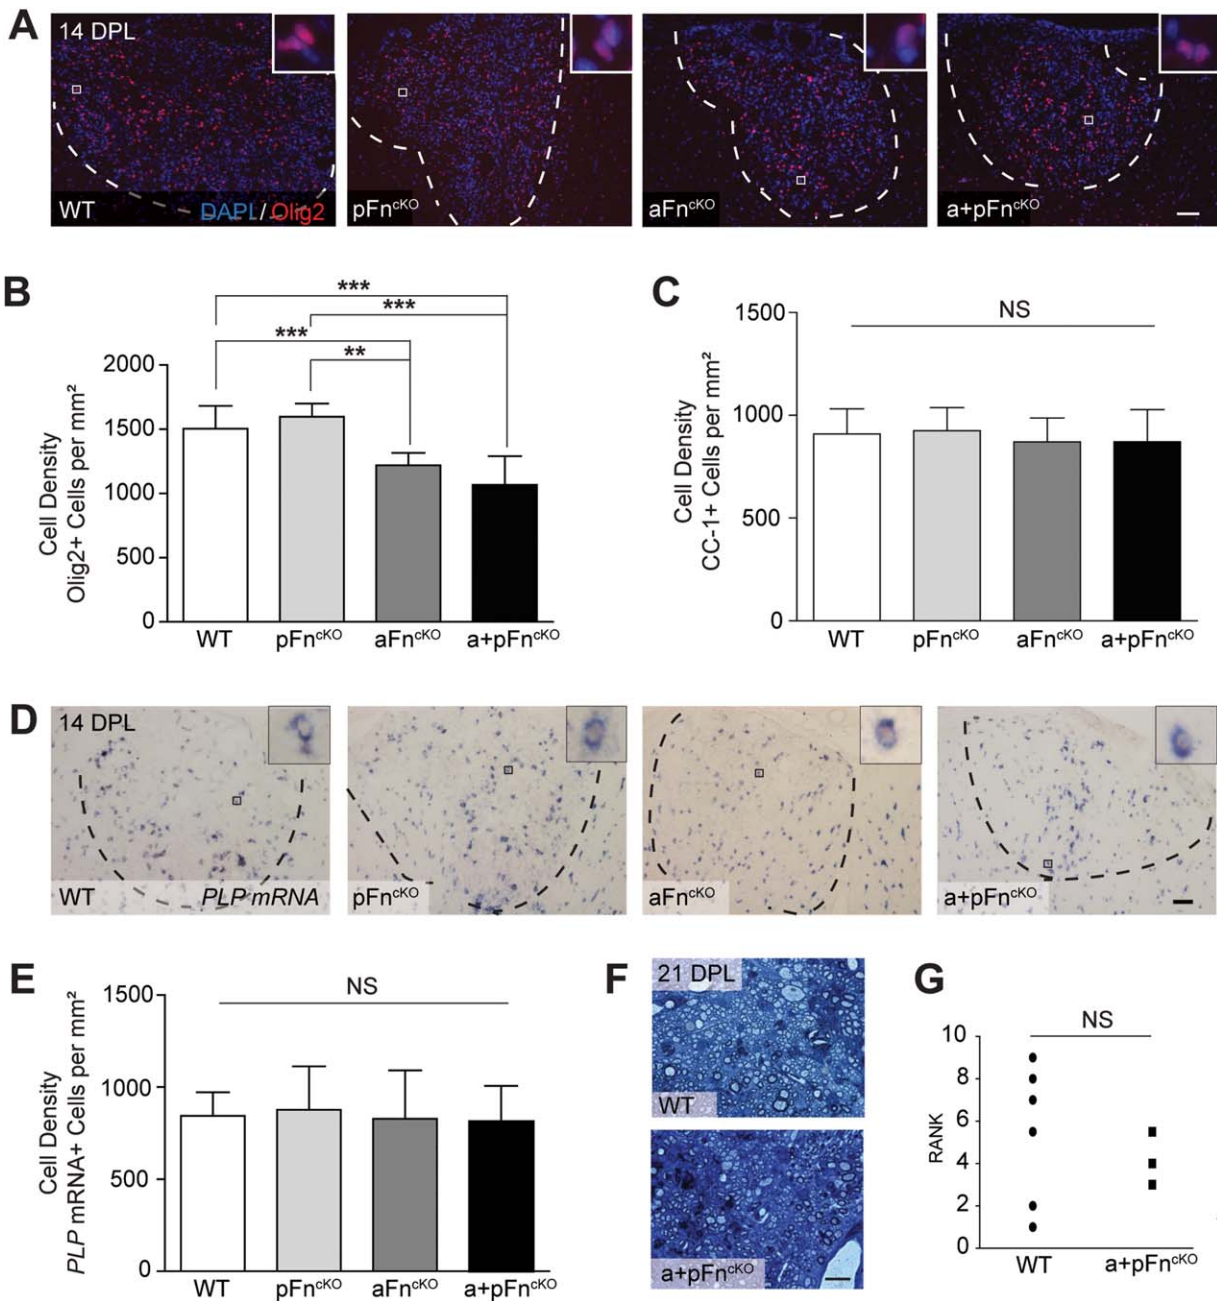 A
14 DPL
WT
DAPL/Olig2
pFncKO
aFncKO
a+pFncKO
B
***
***
***
**
2000
1500
1000
500
0
Cell Density
Olig2+ Cells per mm²
WT
pFncKO
aFncKO
a+pFncKO
C
NS
1500
1000
500
0
Cell Density
CC-1+ Cells per mm²
WT
pFncKO
aFncKO
a+pFncKO
D
14 DPL
WT
PLP mRNA
pFncKO
aFncKO
a+pFncKO
E
NS
1500
1000
500
0
Cell Density
PLP mRNA+ Cells per mm²
WT
pFncKO
aFncKO
a+pFncKO
F
21 DPL
WT
a+pFncKO
G
NS
10
8
6
4
2
0
RANK
WT
a+pFncKO